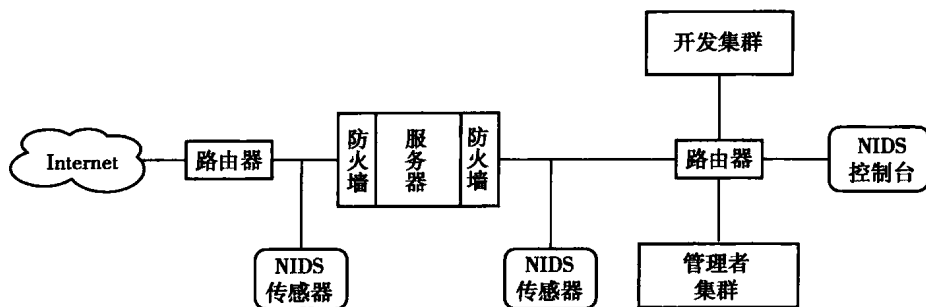 开发集群
Internet
路由器
防火墙
服务器
防火墙
路由器
NIDS
控制台
NIDS
传感器
NIDS
传感器
管理者
集群